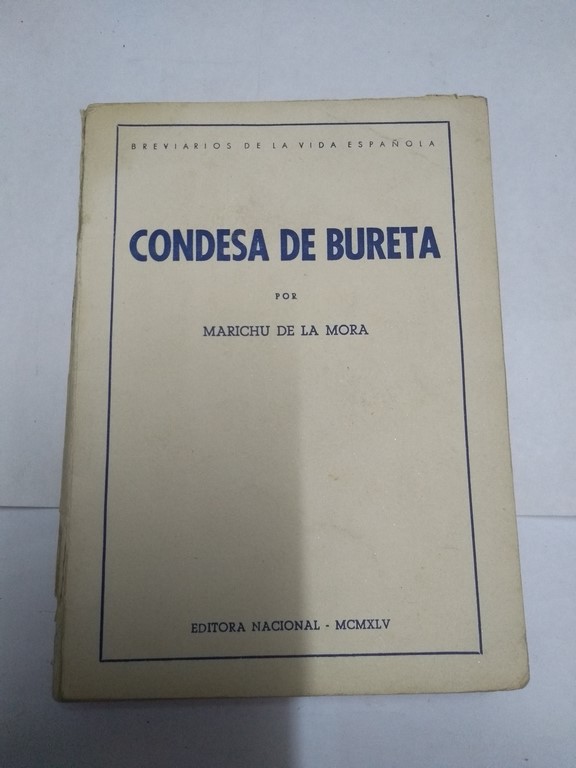 BREVIARIOS DE LA VIDA ESPAÑOLA
CONDESA DE BURETA
POR
MARICHU DE LA MORA
EDITORA NACIONAL - MCMXLV